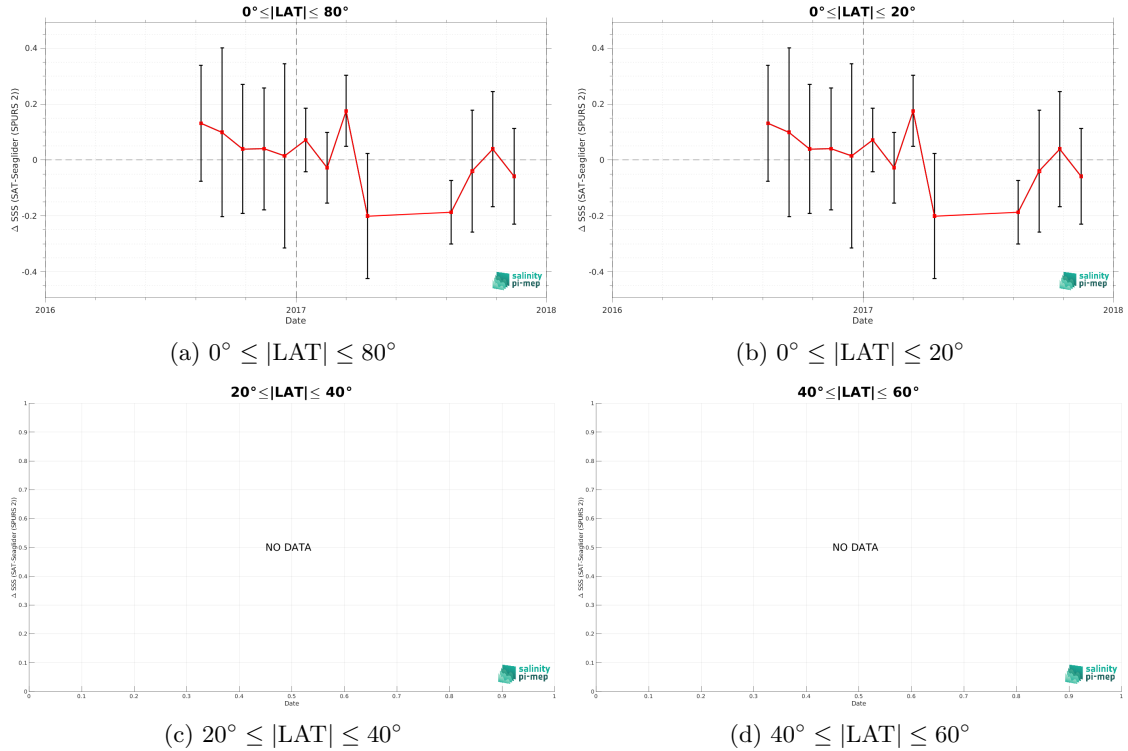 0°≤|LAT|≤ 80°
0.4
0.2
0
-0.2
-0.4
Δ SSS (SAT-Seaglider (SPURS 2))
2016
2017
2018
Date
salinity
pi-mep
(a) 0° ≤ |LAT| ≤ 80°
0°≤|LAT|≤ 20°
0.4
0.2
0
-0.2
-0.4
Δ SSS (SAT-Seaglider (SPURS 2))
2016
2017
2018
Date
salinity
pi-mep
(b) 0° ≤ |LAT| ≤ 20°
20°≤|LAT|≤ 40°
1
0.9
0.8
0.7
0.6
0.5
0.4
0.3
0.2
0.1
0
Δ SSS (SAT-Seaglider (SPURS 2))
NO DATA
0
0.1
0.2
0.3
0.4
0.5
0.6
0.7
0.8
0.9
1
Date
salinity
pi-mep
(c) 20° ≤ |LAT| ≤ 40°
40°≤|LAT|≤ 60°
1
0.9
0.8
0.7
0.6
0.5
0.4
0.3
0.2
0.1
0
Δ SSS (SAT-Seaglider (SPURS 2))
NO DATA
0
0.1
0.2
0.3
0.4
0.5
0.6
0.7
0.8
0.9
1
Date
salinity
pi-mep
(d) 40° ≤ |LAT| ≤ 60°